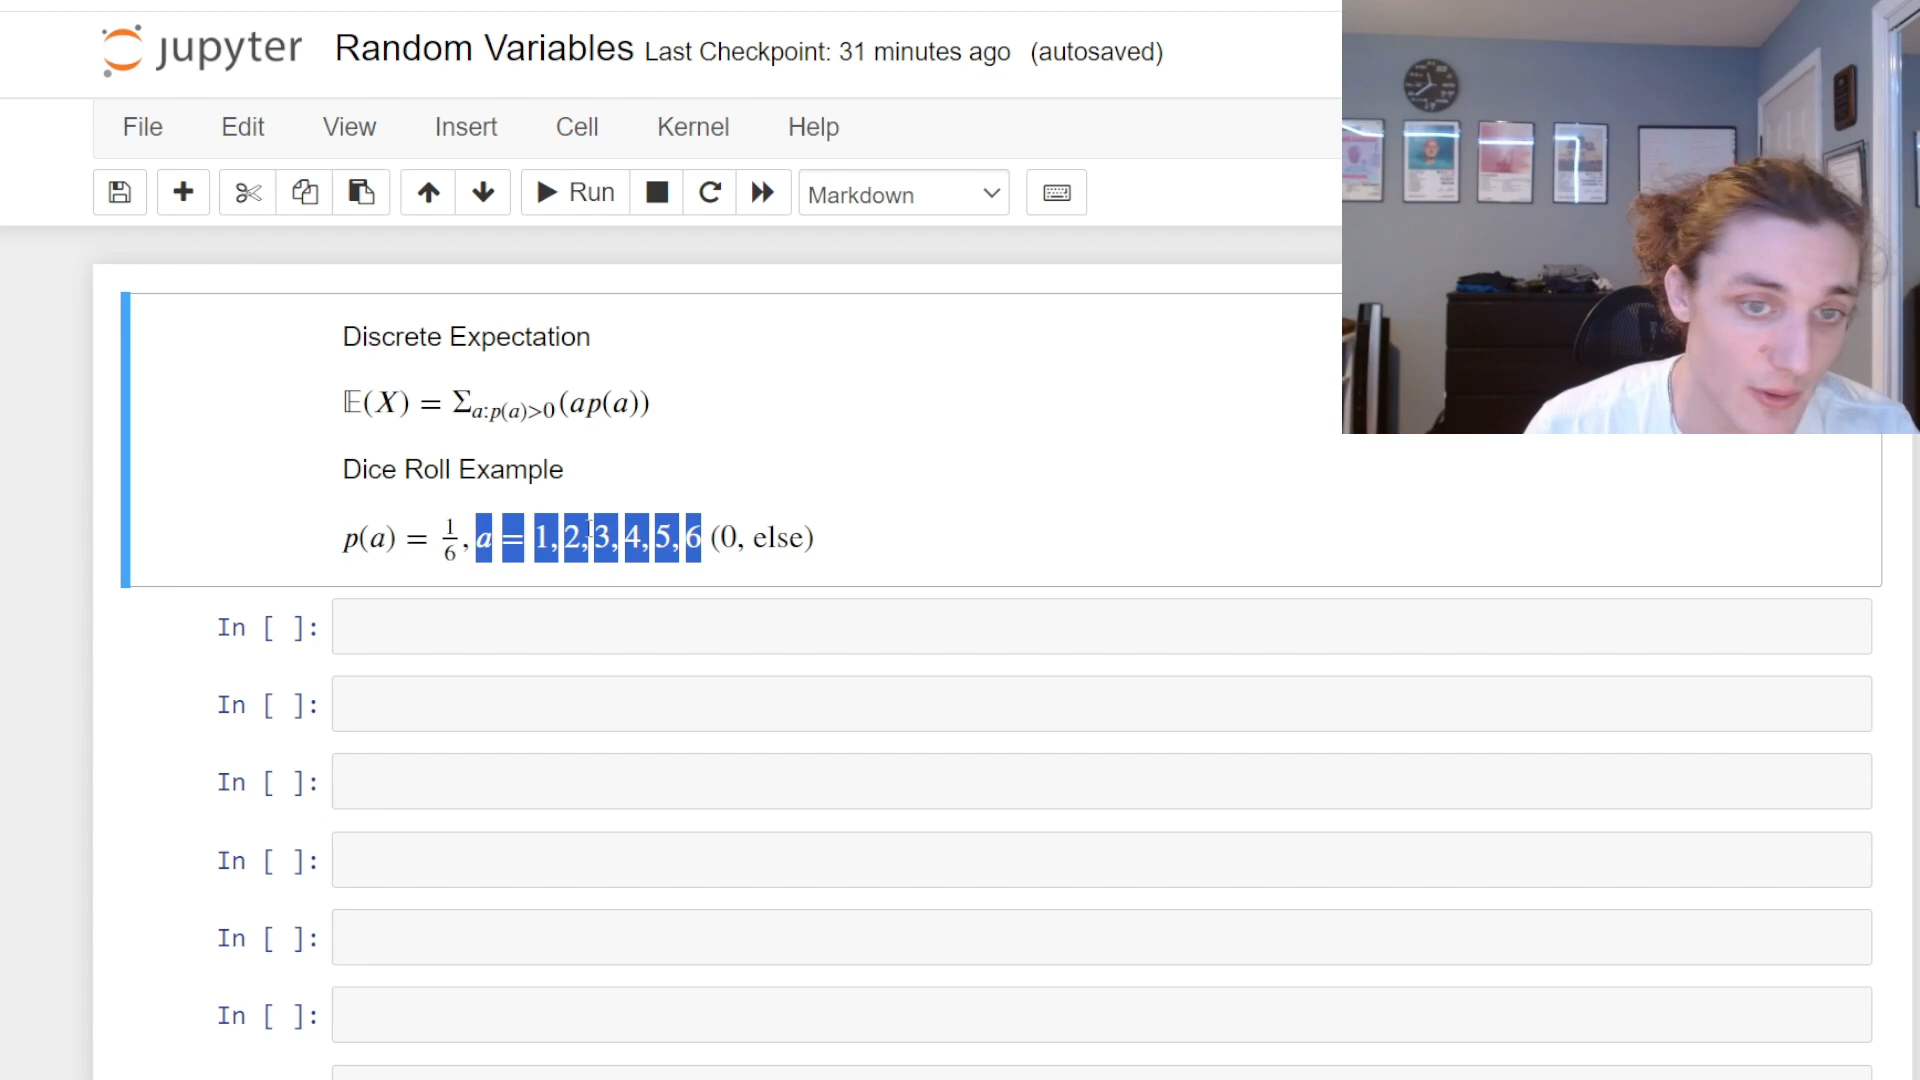 jupyter Random Variables Last Checkpoint: 31 minutes ago (autosaved)
File Edit View Insert Cell Kernel Help
Run Markdown
Discrete Expectation
𝔼(X) = Σ_{a:p(a)>0}(ap(a))
Dice Roll Example
p(a) = 1/6, a = 1, 2, 3, 4, 5, 6 (0, else)
In [ ]:
In [ ]:
In [ ]:
In [ ]:
In [ ]:
In [ ]: